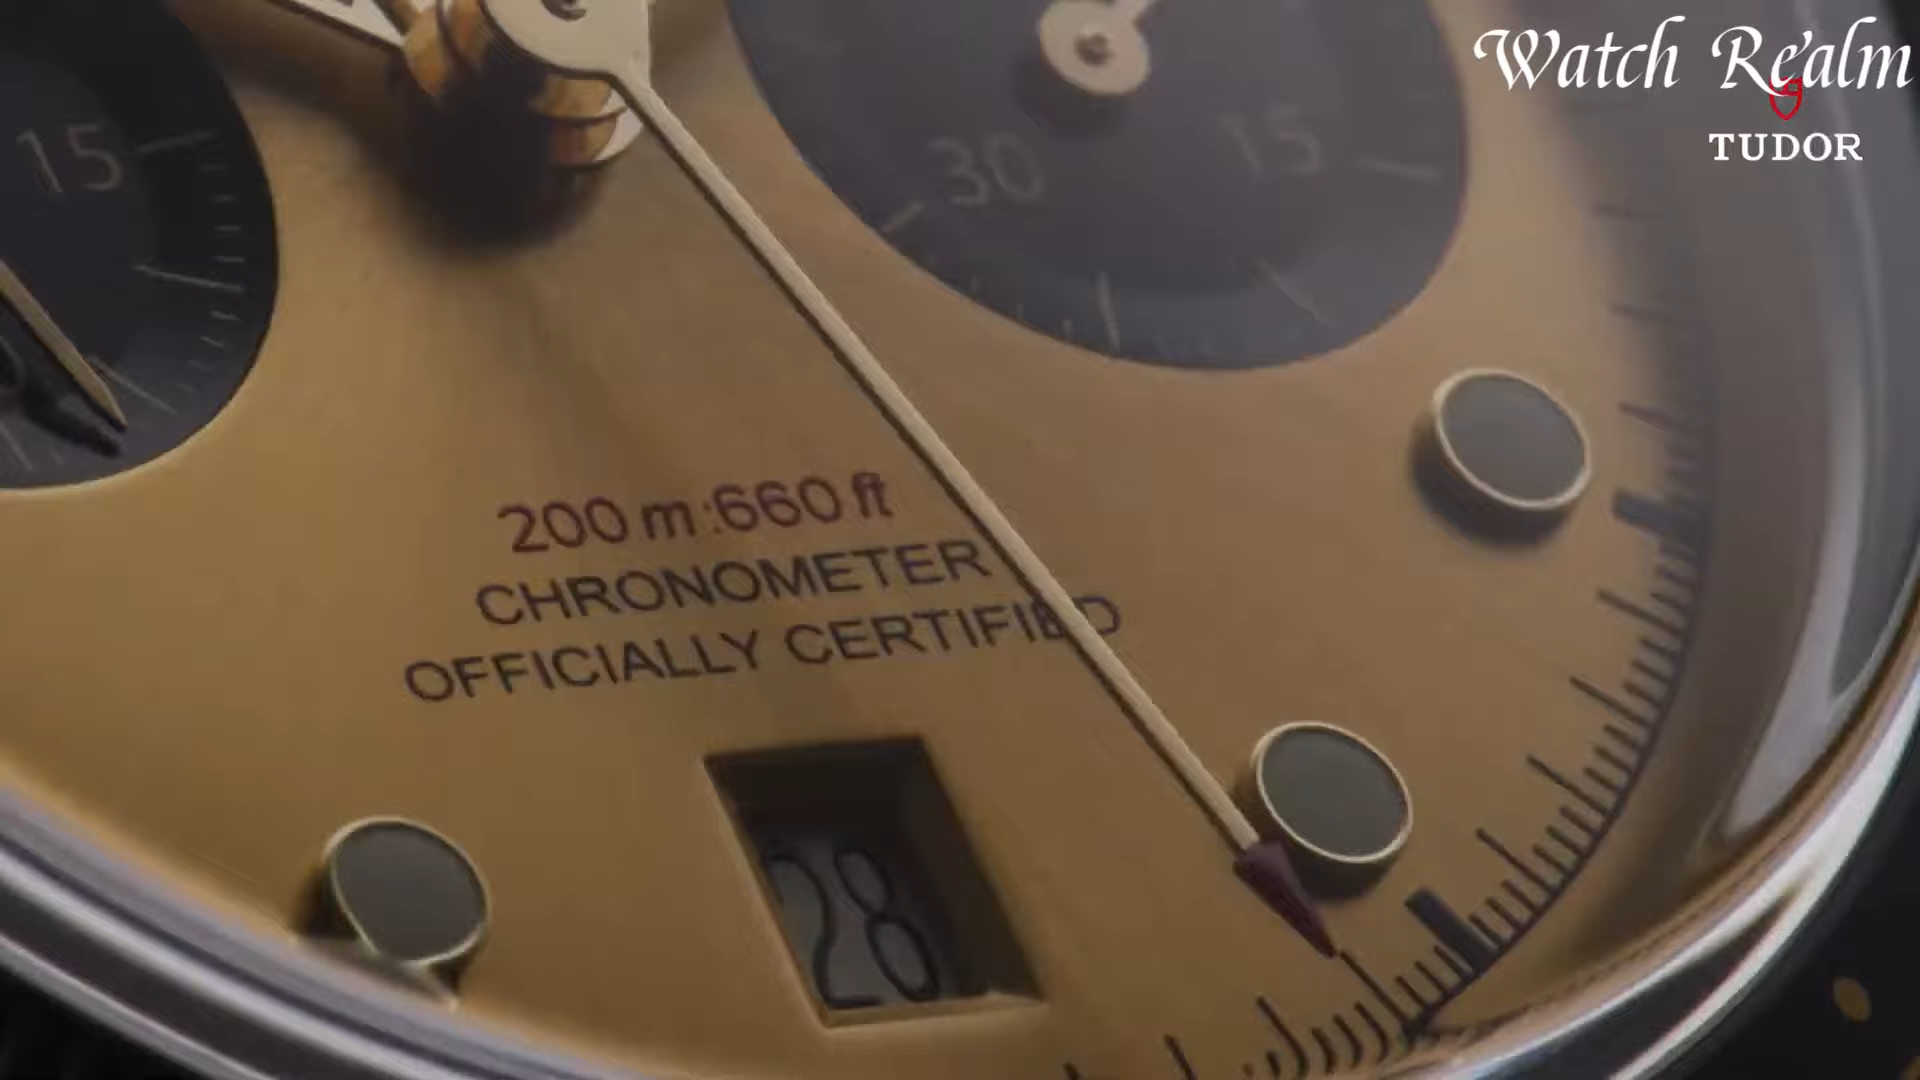 Watch Realm
TUDOR
15
30 15
200 m:660 ft
CHRONOMETER
OFFICIALLY CERTIFIED
28